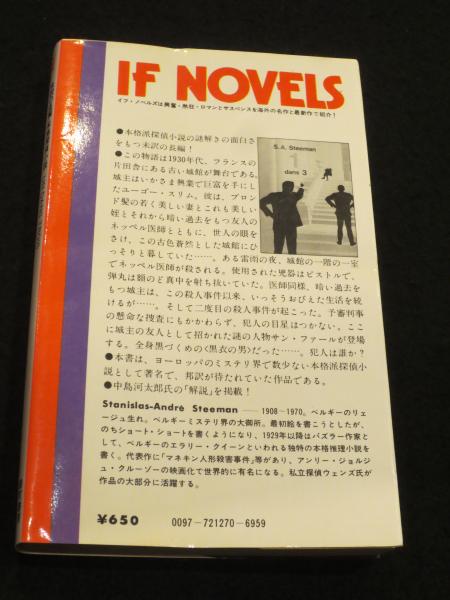 IF NOVELS
イフ・ノベルズは興奮・熱狂・ロマンとサスペンスを海外の名作と最新作で紹介！
●本格派探偵小説の謎解きの面白さ
をもつ未訳の長編！
●この物語は1930年代、フランスの
片田舎にある古い城館が舞台である。
城主はいかさま興業で巨富を手にし
たユーゴー・スリム。彼は、ブロン
ド髪の若く美しい妻とこれも美しい
姪とそれから暗い過去をもつ友人の
ネッペル医師とともに、世人の眼を
さけ、この古色蒼然とした城館にひ
っそりと暮していた……。ある雷雨の夜、城館の一階の一室
でネッペル医師が殺される。使用された兇器はピストルで、
弾丸は額のど真中を射ち抜いていた。医師同様、暗い過去を
もつ城主は、この殺人事件以来、いっそうおびえた生活を続
けるが……。そして二度目の殺人事件が起こった。予審判事
の懸命な捜査にもかかわらず、犯人の目星はつかない。ここ
に城主の友人として招かれた謎の人物サン・ファールが登場
する。全身黒づくめの〈黒衣の男〉だった……。犯人は誰か？
●本書は、ヨーロッパのミステリ界で数少ない本格派探偵小
説として著名で、邦訳が待たれていた作品である。
●中島河太郎氏の「解説」を掲載！
S.A. Steeman
1
dans 3
Stanislas-André Steeman —— 1908－1970。ベルギーのリェ
ージュ生れ。ベルギーミステリ界の大御所。最初絵を書こうとしたが、
のちショート・ショートを書くようになり、1929年以降はパズラー作家と
して、ベルギーのエラリー・クイーンといわれる独特の本格推理小説を
書く。代表作に「マネキン人形殺害事件」等があり、アンリー・ジョルジ
ュ・クルーゾーの映画化で世界的に有名になる。私立探偵ウェンズ氏が
作品の大部分に活躍する。
¥650
0097－721270－6959